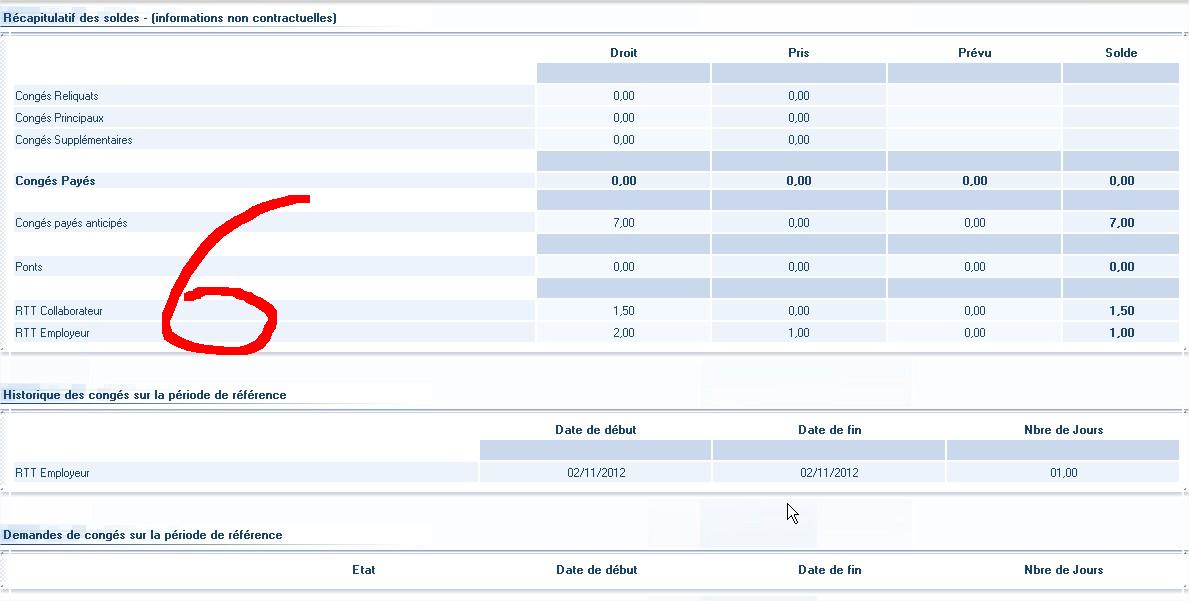 Récapitulatif des soldes - (informations non contractuelles)
Droit Pris Prévu Solde
Congés Reliquats 0,00 0,00
Congés Principaux 0,00 0,00
Congés Supplémentaires 0,00 0,00
Congés Payés 0,00 0,00 0,00 0,00
Congés payés anticipés 7,00 0,00 0,00 7,00
6
Ponts 0,00 0,00 0,00 0,00
RTT Collaborateur 1,50 0,00 0,00 1,50
RTT Employeur 2,00 1,00 0,00 1,00
Historique des congés sur la période de référence
Date de début Date de fin Nbre de Jours
RTT Employeur 02/11/2012 02/11/2012 01,00
Demandes de congés sur la période de référence
Etat Date de début Date de fin Nbre de Jours